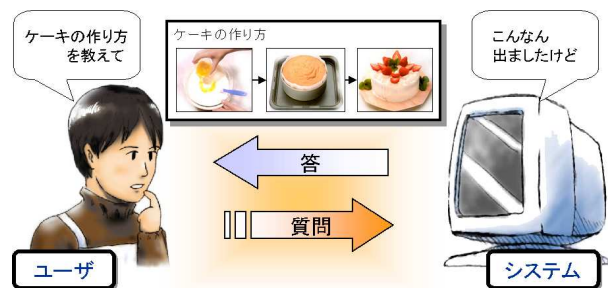 ケーキの作り方
を教えて
ケーキの作り方
こんなん
出ましたけど
答
質問
ユーザ
システム